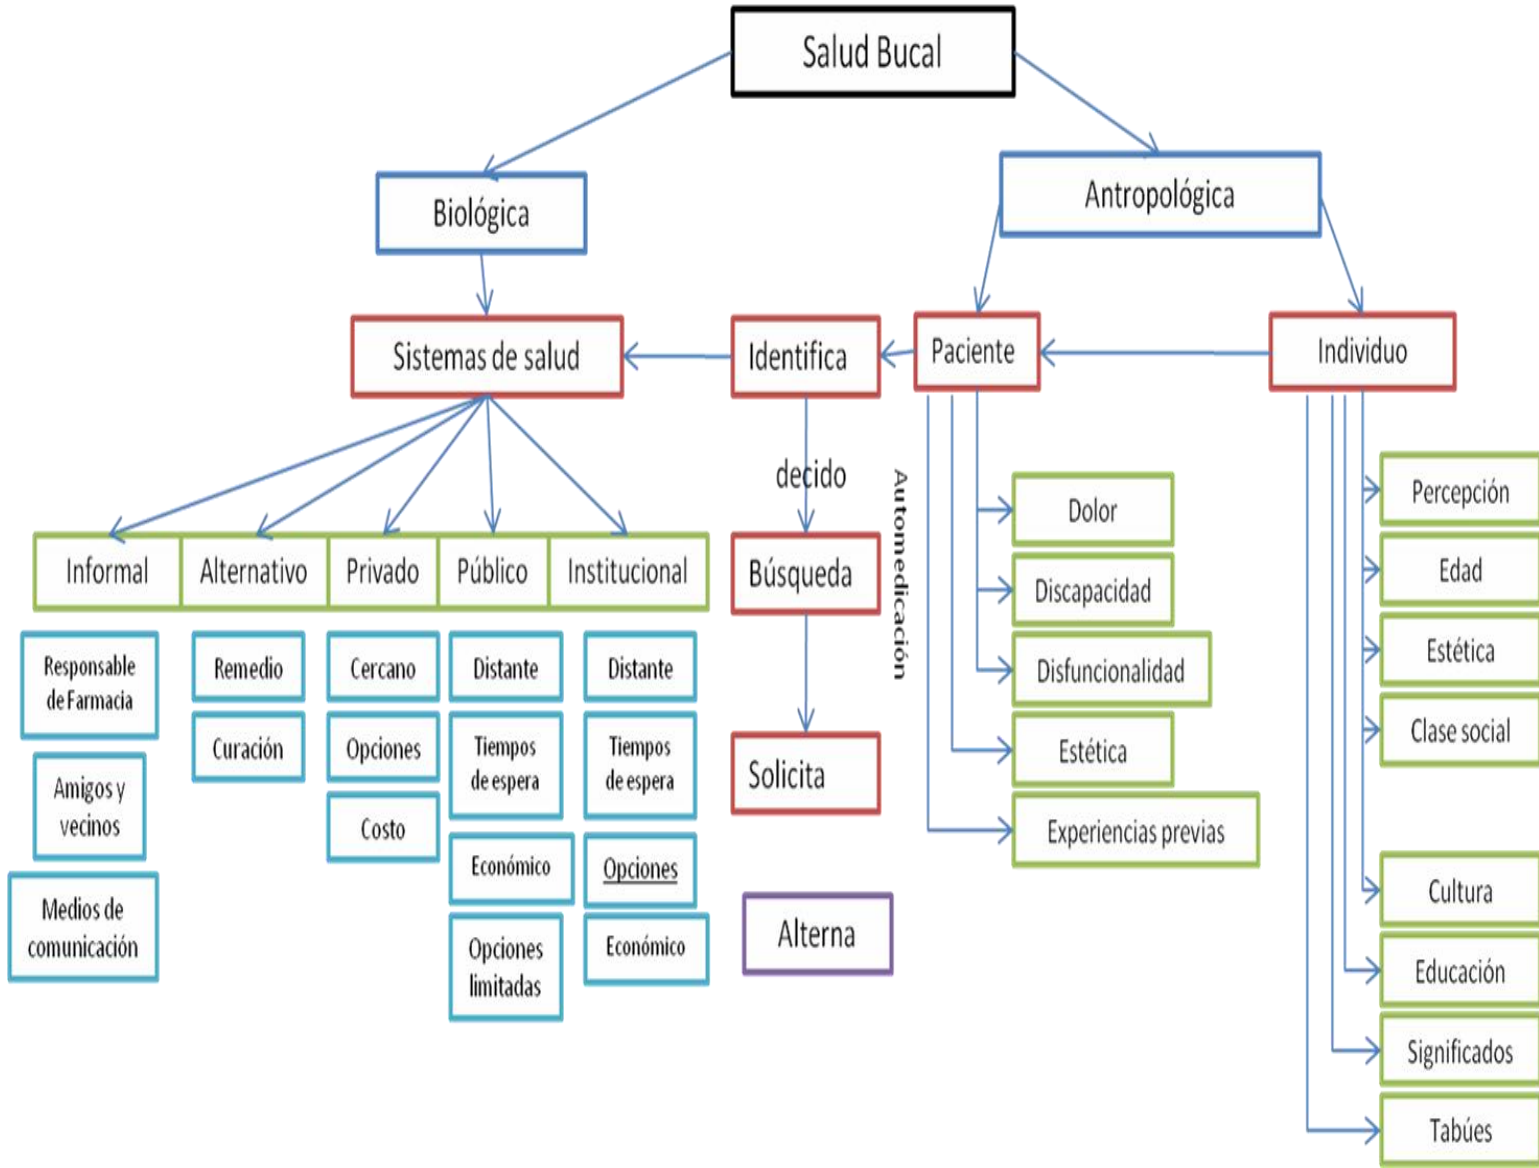 Salud Bucal
Biológica
Antropológica
Sistemas de salud
Identifica
Paciente
Individuo
decido
Automedicación
Informal
Alternativo
Privado
Público
Institucional
Búsqueda
Solicita
Alterna
Responsable
de Farmacia
Amigos y
vecinos
Medios de
comunicación
Remedio
Curación
Cercano
Opciones
Costo
Distante
Tiempos
de espera
Económico
Opciones
limitadas
Distante
Tiempos
de espera
Opciones
Económico
Dolor
Discapacidad
Disfuncionalidad
Estética
Experiencias previas
Percepción
Edad
Estética
Clase social
Cultura
Educación
Significados
Tabúes